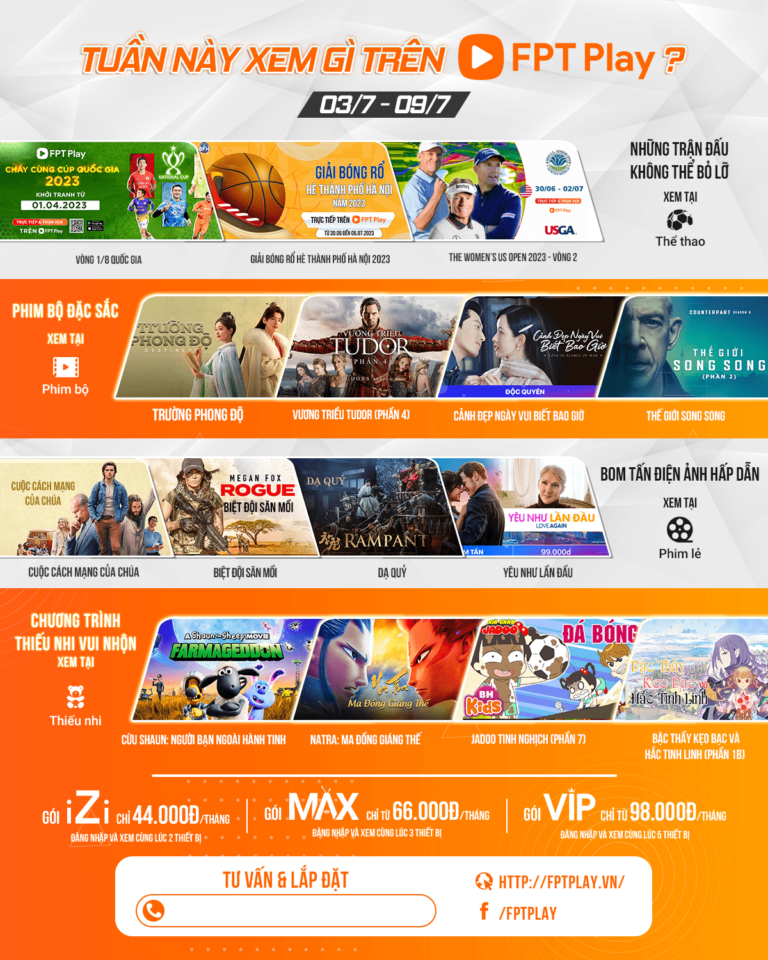 TUẦN NÀY XEM GÌ TRÊN FPT Play ?
03/7 - 09/7
FPT Play
CHÁY CÙNG CÚP QUỐC GIA
2023
KHỞI TRANH TỪ
01.04.2023
TRỰC TIẾP & TRỌN VẸN
TRÊN FPT Play
NATIONAL CUP
GIẢI BÓNG RỔ
HÈ THÀNH PHỐ HÀ NỘI
NĂM 2023
TRỰC TIẾP TRÊN FPT Play
TỪ 30.06 ĐẾN 06.07.2023
30/06 - 02/07
TRỰC TIẾP & TRỌN VẸN
FPT Play
USGA
NHỮNG TRẬN ĐẤU
KHÔNG THỂ BỎ LỠ
XEM TẠI
Thể thao
VÒNG 1/8 QUỐC GIA
GIẢI BÓNG RỔ HÈ THÀNH PHỐ HÀ NỘI 2023
THE WOMEN'S US OPEN 2023 - VÒNG 2
PHIM BỘ ĐẶC SẮC
XEM TẠI
Phim bộ
TRƯỜNG
PHONG ĐỘ
VƯƠNG TRIỀU
TUDOR
PHẦN 4
Cảnh Đẹp Ngày Vui
Biết Bao Giờ
ĐỘC QUYỀN
COUNTERPART SEASON 2
THẾ GIỚI
SONG SONG
(PHẦN 2)
TRƯỜNG PHONG ĐỘ
VƯƠNG TRIỀU TUDOR (PHẦN 4)
CẢNH ĐẸP NGÀY VUI BIẾT BAO GIỜ
THẾ GIỚI SONG SONG
CUỘC CÁCH MẠNG
CỦA CHÚA
MEGAN FOX
ROGUE
BIỆT ĐỘI SĂN MỒI
DẠ QUỶ
RAMPANT
YÊU NHƯ LẦN ĐẦU
LOVE AGAIN
M TẤN
99.000đ
BOM TẤN ĐIỆN ẢNH HẤP DẪN
XEM TẠI
Phim lẻ
CUỘC CÁCH MẠNG CỦA CHÚA
BIỆT ĐỘI SĂN MỒI
DẠ QUỶ
YÊU NHƯ LẦN ĐẦU
CHƯƠNG TRÌNH
THIẾU NHI VUI NHỘN
XEM TẠI
Thiếu nhi
A Shaun the Sheep MOVIE
FARMAGEDDON
Na Tra
Ma Đồng Giáng Thế
JADOO
ĐÁ BÓNG
BH
Kids
Bậc Thầy
Kẹo Bạc
Hắc Tinh Linh
CỪU SHAUN: NGƯỜI BẠN NGOÀI HÀNH TINH
NATRA: MA ĐỒNG GIÁNG THẾ
JADOO TINH NGHỊCH (PHẦN 7)
BẬC THẦY KẸO BẠC VÀ
HẮC TINH LINH (PHẦN 1B)
GÓI iZi CHỈ 44.000Đ/THÁNG
ĐĂNG NHẬP VÀ XEM CÙNG LÚC 2 THIẾT BỊ
GÓI MAX CHỈ TỪ 66.000Đ/THÁNG
ĐĂNG NHẬP VÀ XEM CÙNG LÚC 3 THIẾT BỊ
GÓI VIP CHỈ TỪ 98.000Đ/THÁNG
ĐĂNG NHẬP VÀ XEM CÙNG LÚC 5 THIẾT BỊ
TƯ VẤN & LẮP ĐẶT
HTTP://FPTPLAY.VN/
/FPTPLAY